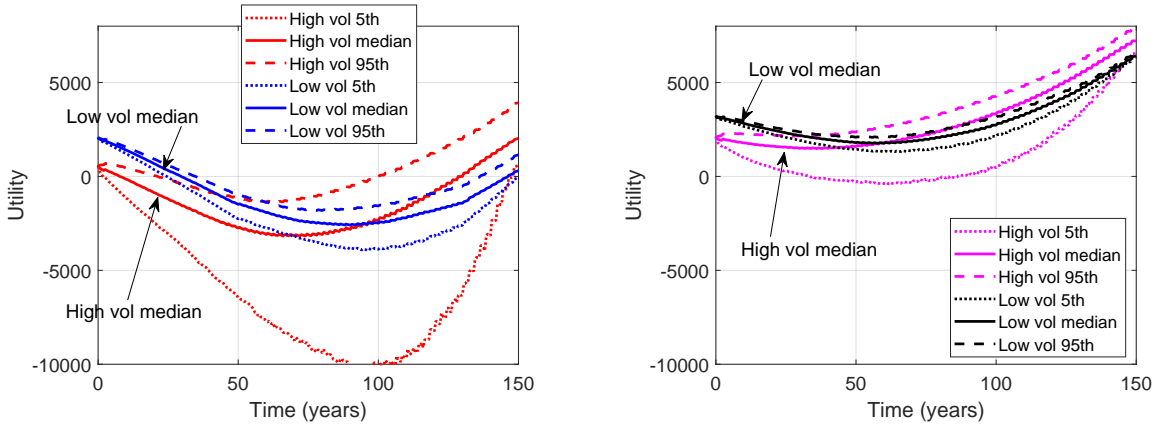 High vol 5th
High vol median
High vol 95th
Low vol 5th
Low vol median
Low vol 95th
Low vol median
High vol median
5000
0
-5000
-10000
Utility
0
50
100
150
Time (years)
Low vol median
High vol median
High vol 5th
High vol median
High vol 95th
Low vol 5th
Low vol median
Low vol 95th
5000
0
-5000
-10000
Utility
0
50
100
150
Time (years)